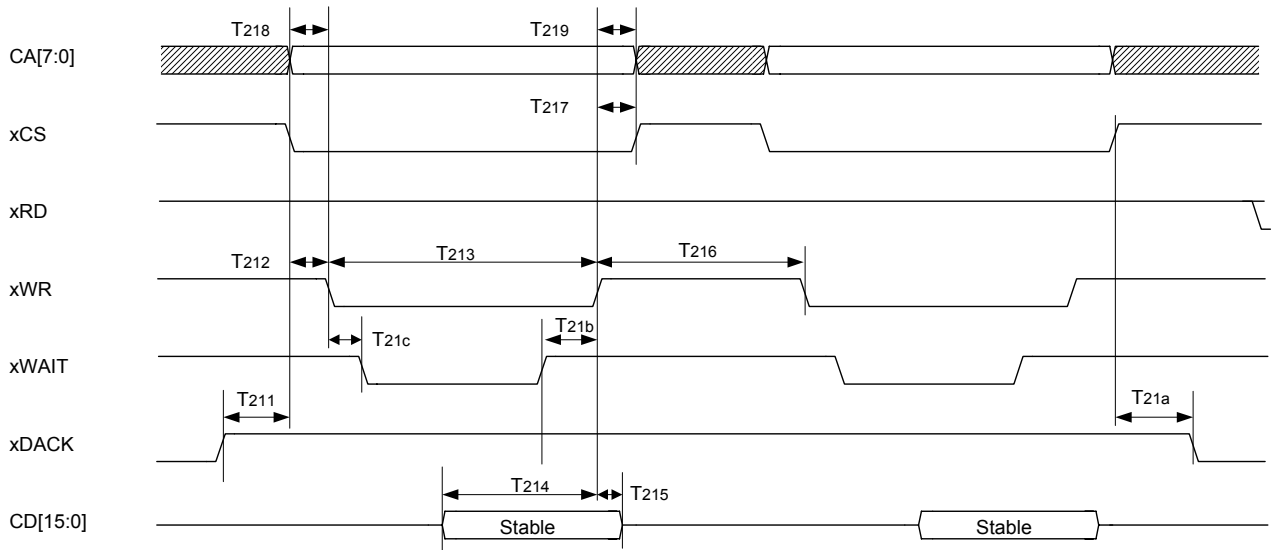 T218 T219
CA[7:0]
T217
xCS
xRD
T212 T213 T216
xWR
T21c T21b
xWAIT
T211 T21a
xDACK
T214 T215
CD[15:0] Stable Stable